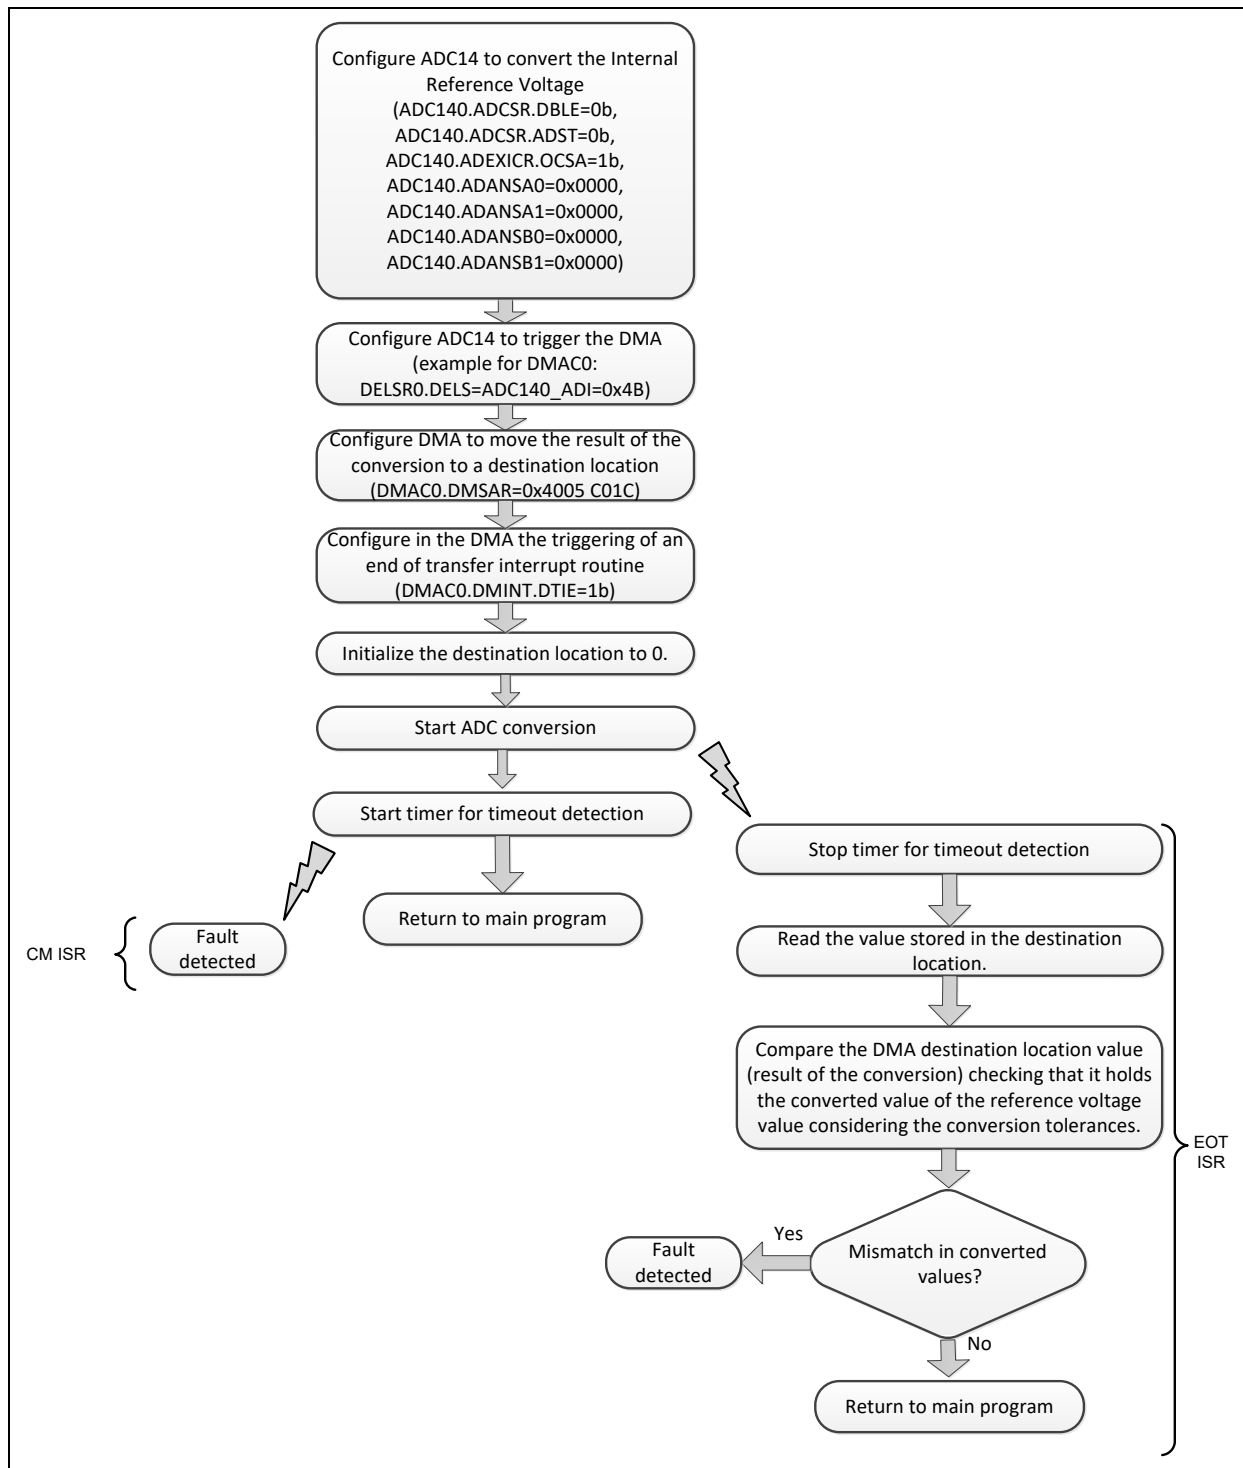 Configure ADC14 to convert the Internal
Reference Voltage
(ADC140.ADCSR.DBLE=0b,
ADC140.ADCSR.ADST=0b,
ADC140.ADEXICR.OCSA=1b,
ADC140.ADANSA0=0x0000,
ADC140.ADANSA1=0x0000,
ADC140.ADANSB0=0x0000,
ADC140.ADANSB1=0x0000)
Configure ADC14 to trigger the DMA
(example for DMAC0:
DELSR0.DELS=ADC140_ADI=0x4B)
Configure DMA to move the result of the
conversion to a destination location
(DMAC0.DMSAR=0x4005 C01C)
Configure in the DMA the triggering of an
end of transfer interrupt routine
(DMAC0.DMINT.DTIE=1b)
Initialize the destination location to 0.
Start ADC conversion
Start timer for timeout detection
Return to main program
CM ISR
Fault
detected
Stop timer for timeout detection
Read the value stored in the destination
location.
Compare the DMA destination location value
(result of the conversion) checking that it holds
the converted value of the reference voltage
value considering the conversion tolerances.
EOT
ISR
Mismatch in converted
values?
Yes
Fault
detected
No
Return to main program